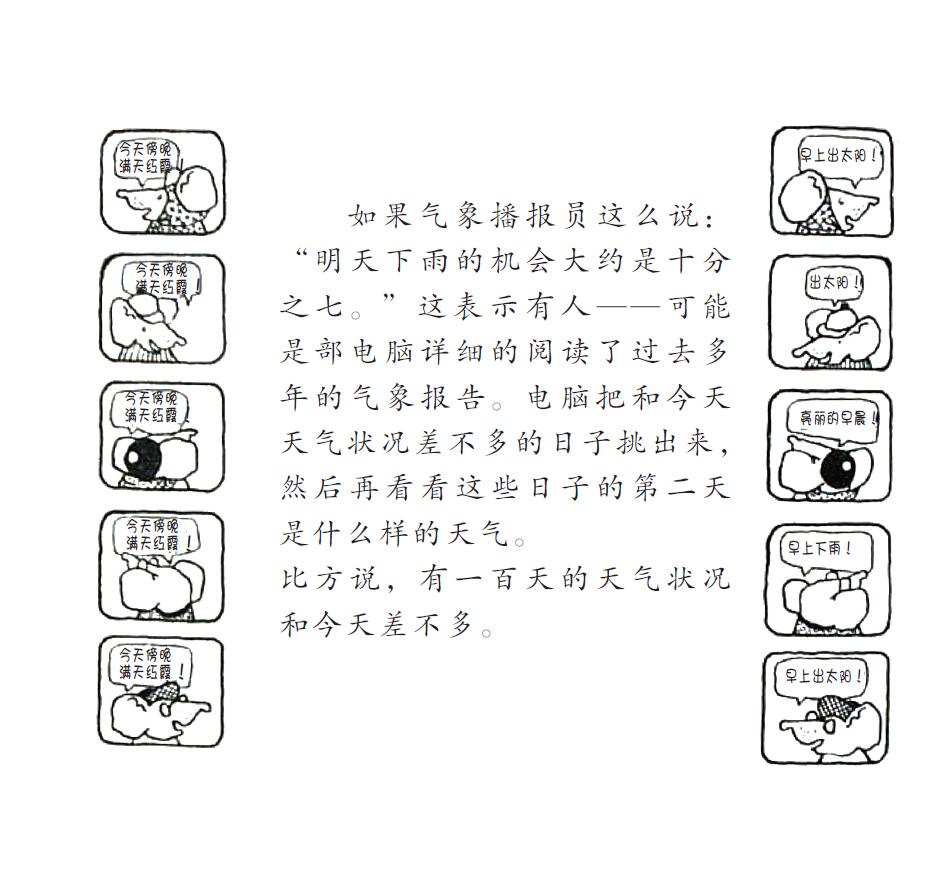 今天傍晚
满天红霞！
今天傍晚
满天红霞！
今天傍晚
满天红霞！
今天傍晚
满天红霞！
今天傍晚
满天红霞！
如果气象播报员这么说：
“明天下雨的机会大约是十分
之七。”这表示有人——可能
是部电脑详细的阅读了过去多
年的气象报告。电脑把和今天
天气状况差不多的日子挑出来，
然后再看看这些日子的第二天
是什么样的天气。
比方说，有一百天的天气状况
和今天差不多。
早上出太阳！
出太阳！
亮丽的早晨！
早上下雨！
早上出太阳！